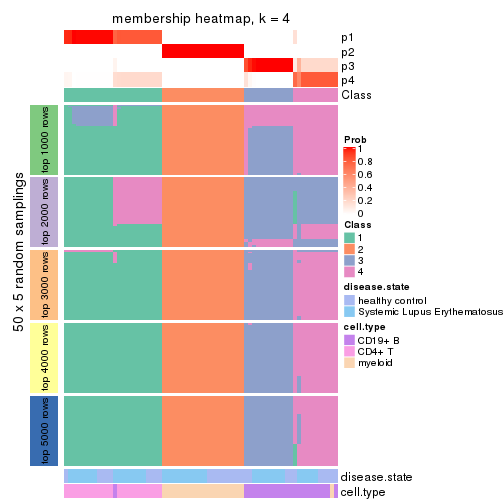 membership heatmap, k = 4
p1
p2
p3
p4
Class
50 x 5 random samplings
top 1000 rows
top 2000 rows
top 3000 rows
top 4000 rows
top 5000 rows
disease.state
cell.type
Prob
1
0.8
0.6
0.4
0.2
0
Class
1
2
3
4
disease.state
healthy control
Systemic Lupus Erythematosus
cell.type
CD19+ B
CD4+ T
myeloid